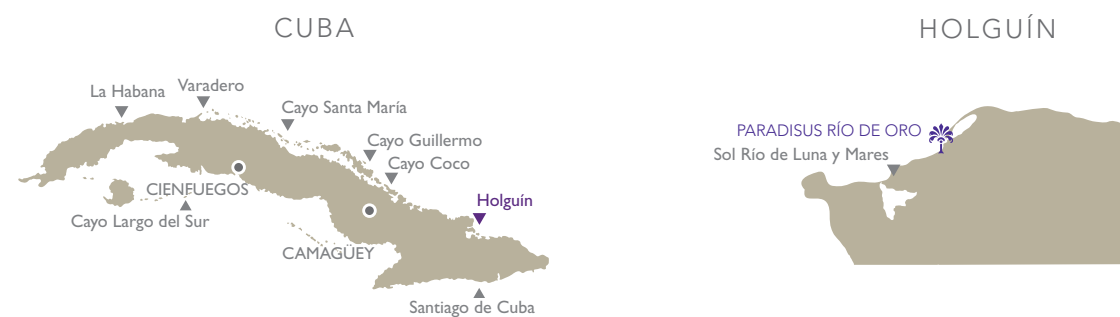 CUBA
HOLGUÍN
La Habana
Varadero
Cayo Santa María
Cayo Guillermo
Cayo Coco
CIENFUEGOS
Cayo Largo del Sur
Holguín
CAMAGÜEY
Santiago de Cuba
PARADISUS RÍO DE ORO
Sol Río de Luna y Mares